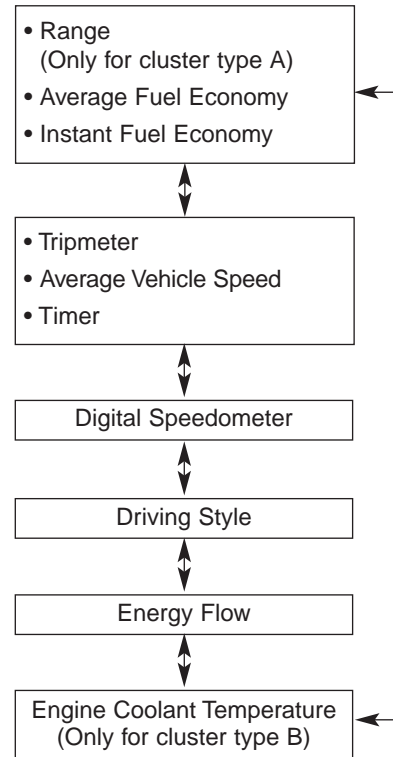 • Range
(Only for cluster type A)
• Average Fuel Economy
• Instant Fuel Economy
• Tripmeter
• Average Vehicle Speed
• Timer
Digital Speedometer
Driving Style
Energy Flow
Engine Coolant Temperature
(Only for cluster type B)